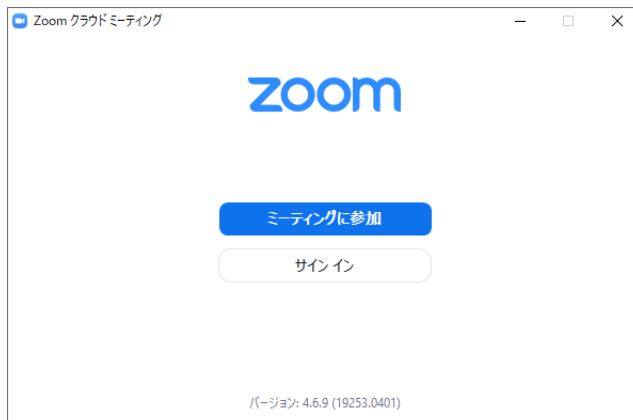 Zoom クラウド ミーティング
zoom
ミーティングに参加
サイン イン
バージョン: 4.6.9 (19253.0401)